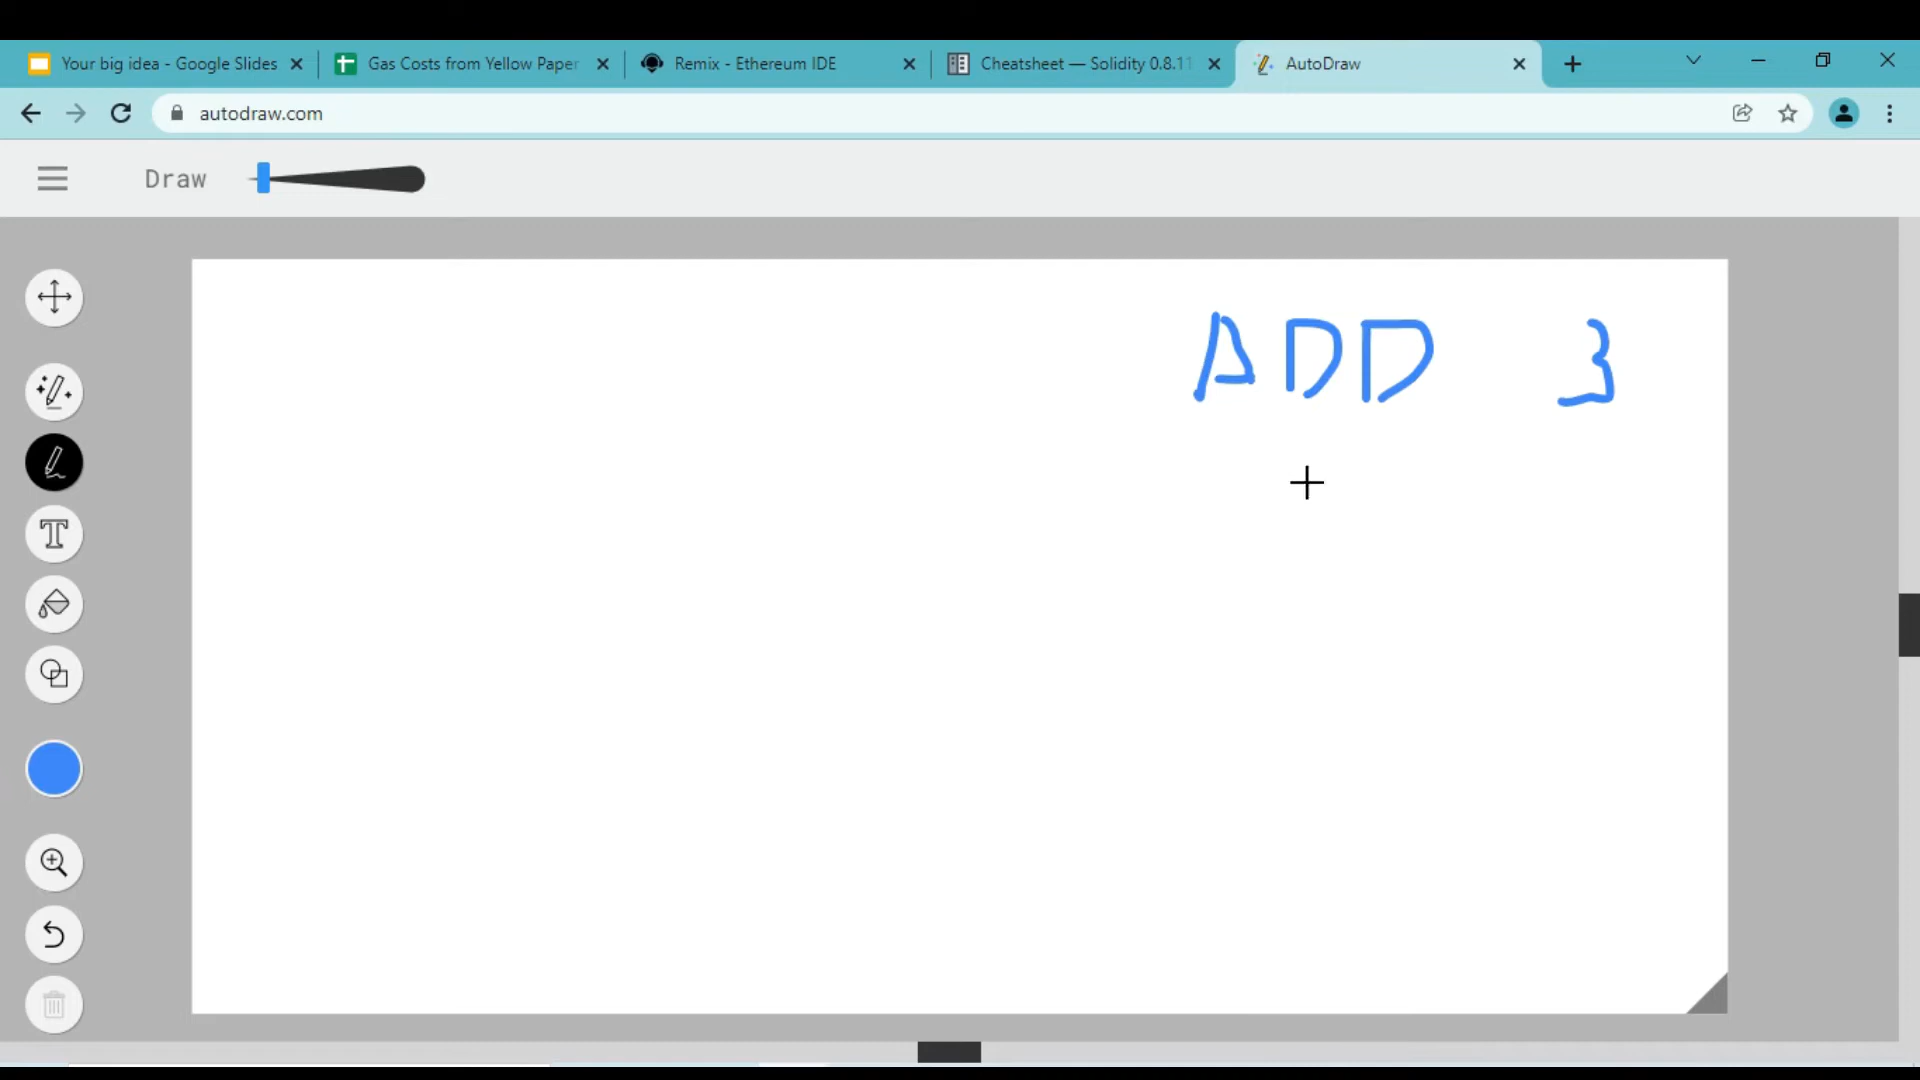 Your big idea - Google Slides
Gas Costs from Yellow Paper
Remix - Ethereum IDE
Cheatsheet — Solidity 0.8.11
AutoDraw
autodraw.com
Draw
ADD 3
T